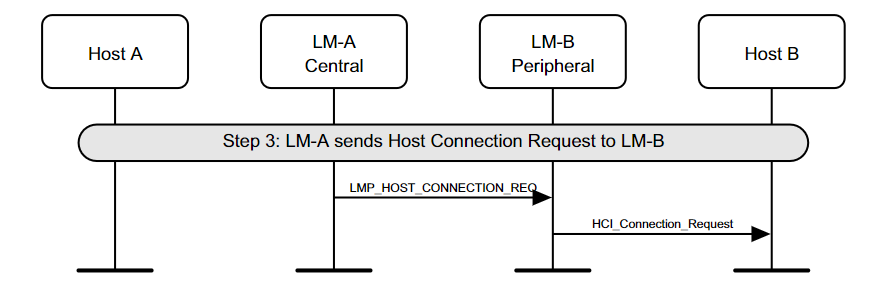 Host A
LM-A
Central
LM-B
Peripheral
Host B
Step 3: LM-A sends Host Connection Request to LM-B
LMP_HOST_CONNECTION_REQ
HCI_Connection_Request